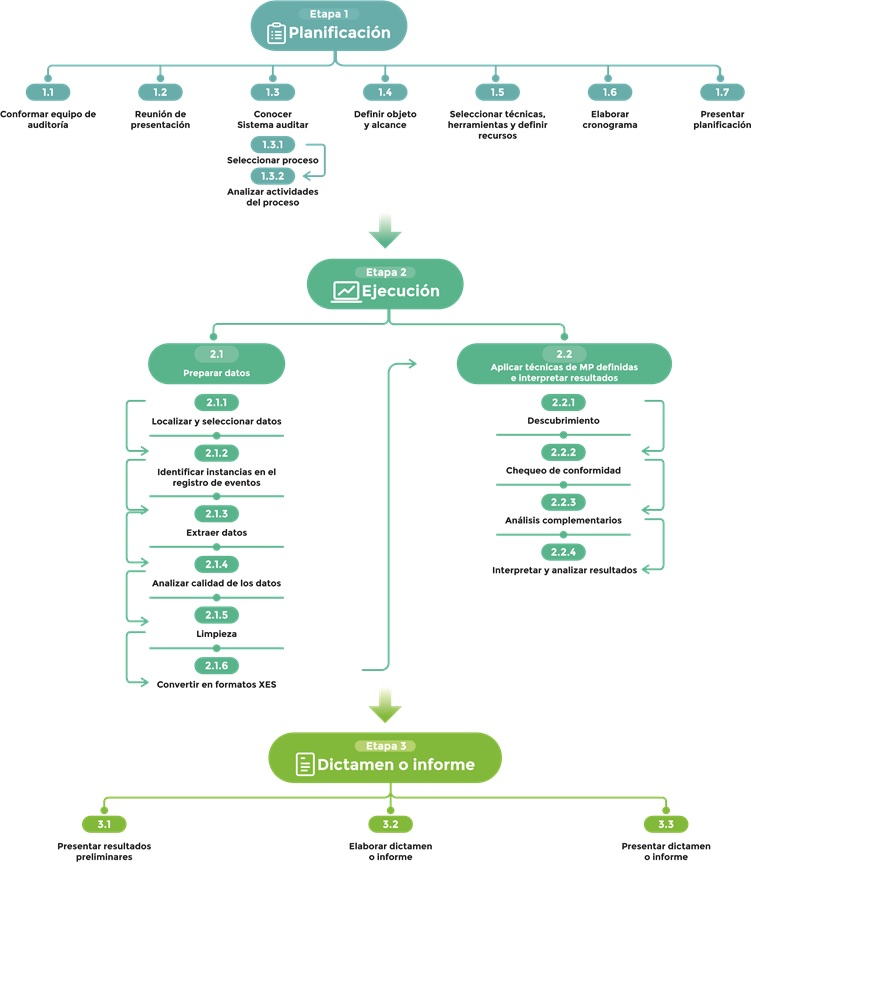 Etapa 1
Planificación
1.1
Conformar equipo de
auditoría
1.2
Reunión de
presentación
1.3
Conocer
Sistema auditar
1.3.1
Seleccionar proceso
1.3.2
Analizar actividades
del proceso
1.4
Definir objeto
y alcance
1.5
Seleccionar técnicas,
herramientas y definir
recursos
1.6
Elaborar
cronograma
1.7
Presentar
planificación
Etapa 2
Ejecución
2.1
Preparar datos
2.1.1
Localizar y seleccionar datos
2.1.2
Identificar instancias en el
registro de eventos
2.1.3
Extraer datos
2.1.4
Analizar calidad de los datos
2.1.5
Limpieza
2.1.6
Convertir en formatos XES
2.2
Aplicar técnicas de MP definidas
e interpretar resultados
2.2.1
Descubrimiento
2.2.2
Chequeo de conformidad
2.2.3
Análisis complementarios
2.2.4
Interpretar y analizar resultados
Etapa 3
Dictamen o informe
3.1
Presentar resultados
preliminares
3.2
Elaborar dictamen
o informe
3.3
Presentar dictamen
o informe